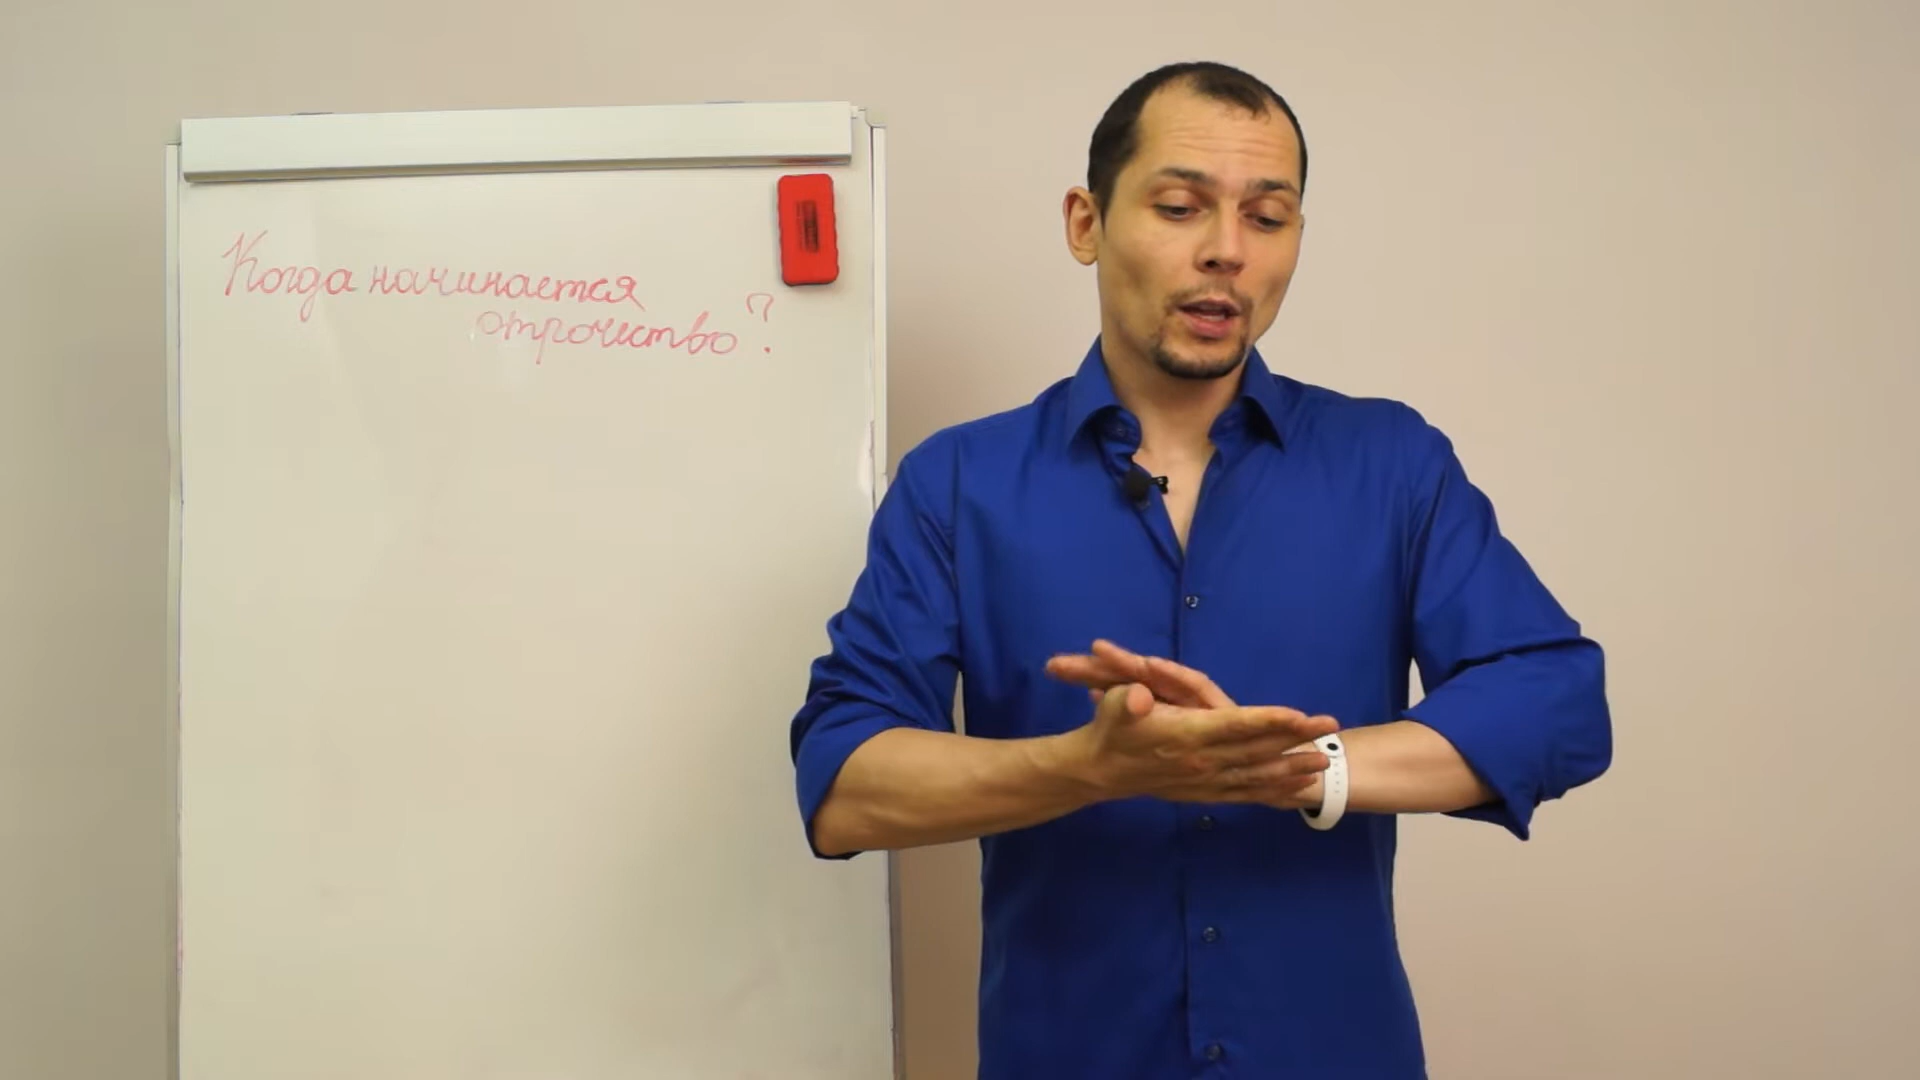 Когда начинается
отрочество?